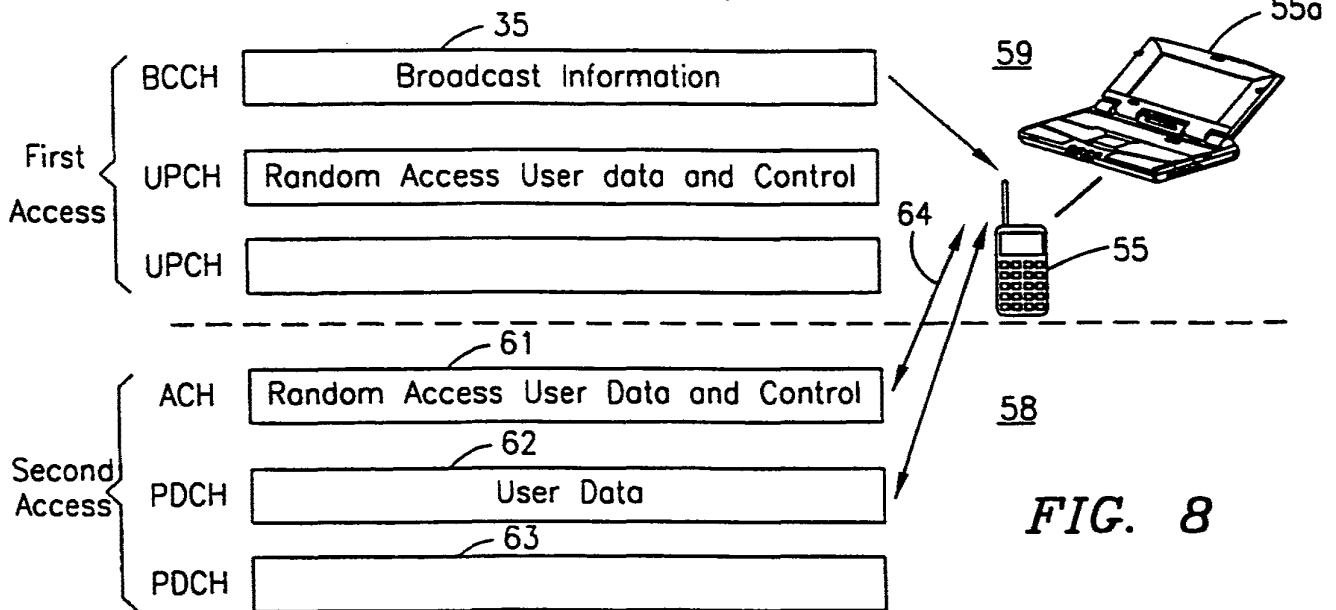 35
55a
59
BCCH Broadcast Information
First Access
UPCH Random Access User data and Control
64
55
UPCH
61
ACH Random Access User Data and Control
58
62
Second Access
PDCH User Data
FIG. 8
63
PDCH